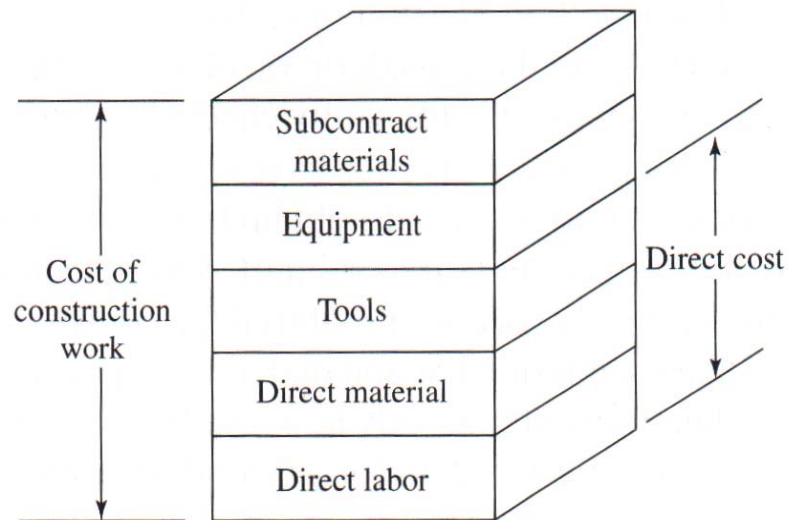 Subcontract
materials
Equipment
Cost of
construction
work
Direct cost
Tools
Direct material
Direct labor